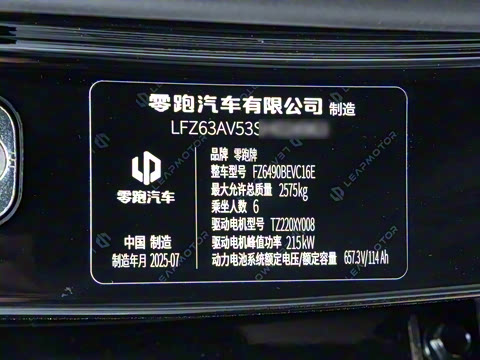 零跑汽车有限公司 制造
LFZ63AV53S
品牌 零跑牌
整车型号 FZ6490BEVC16E
最大允许总质量 2575kg
乘坐人数 6
驱动电机型号 TZ220XY008
驱动电机峰值功率 215kW
动力电池系统额定电压/额定容量 657.3V/114Ah
零跑汽车
中国 制造
制造年月 2025-07
LEAPMOTOR